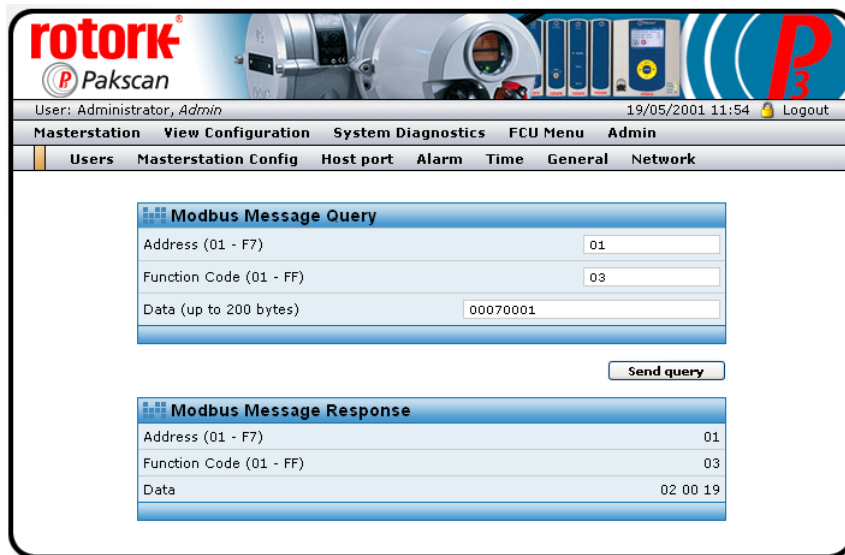 rotork®
Pakscan
P3
User: Administrator, Admin 19/05/2001 11:54 Logout
Masterstation View Configuration System Diagnostics FCU Menu Admin
Users Masterstation Config Host port Alarm Time General Network
Modbus Message Query
Address (01 - F7) 01
Function Code (01 - FF) 03
Data (up to 200 bytes) 00070001
Send query
Modbus Message Response
Address (01 - F7) 01
Function Code (01 - FF) 03
Data 02 00 19